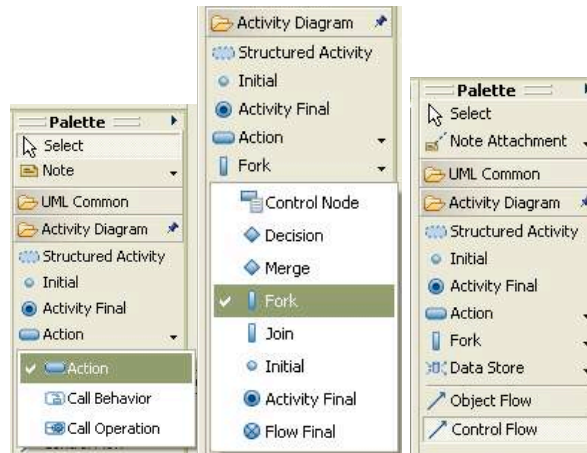 Palette
Select
Note
UML Common
Activity Diagram
Structured Activity
Initial
Activity Final
Action
Action
Call Behavior
Call Operation
Activity Diagram
Structured Activity
Initial
Activity Final
Action
Fork
Control Node
Decision
Merge
Fork
Join
Initial
Activity Final
Flow Final
Palette
Select
Note Attachment
UML Common
Activity Diagram
Structured Activity
Initial
Activity Final
Action
Fork
Data Store
Object Flow
Control Flow